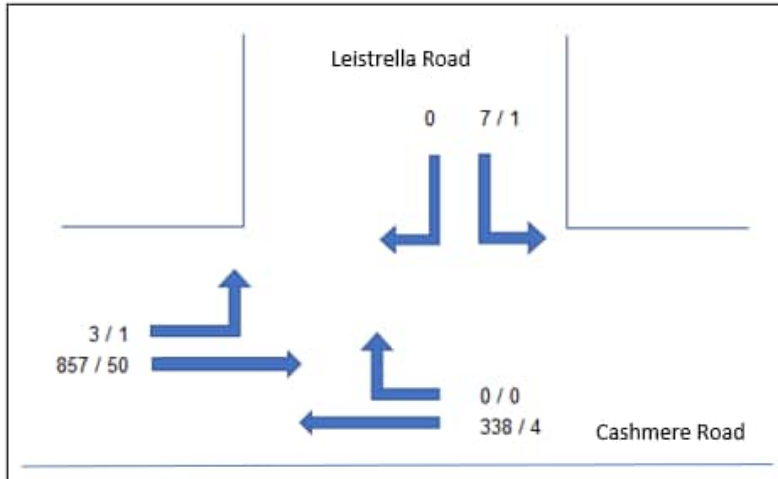 Leistrella Road
0 7 / 1
3 / 1
857 / 50
0 / 0
338 / 4
Cashmere Road